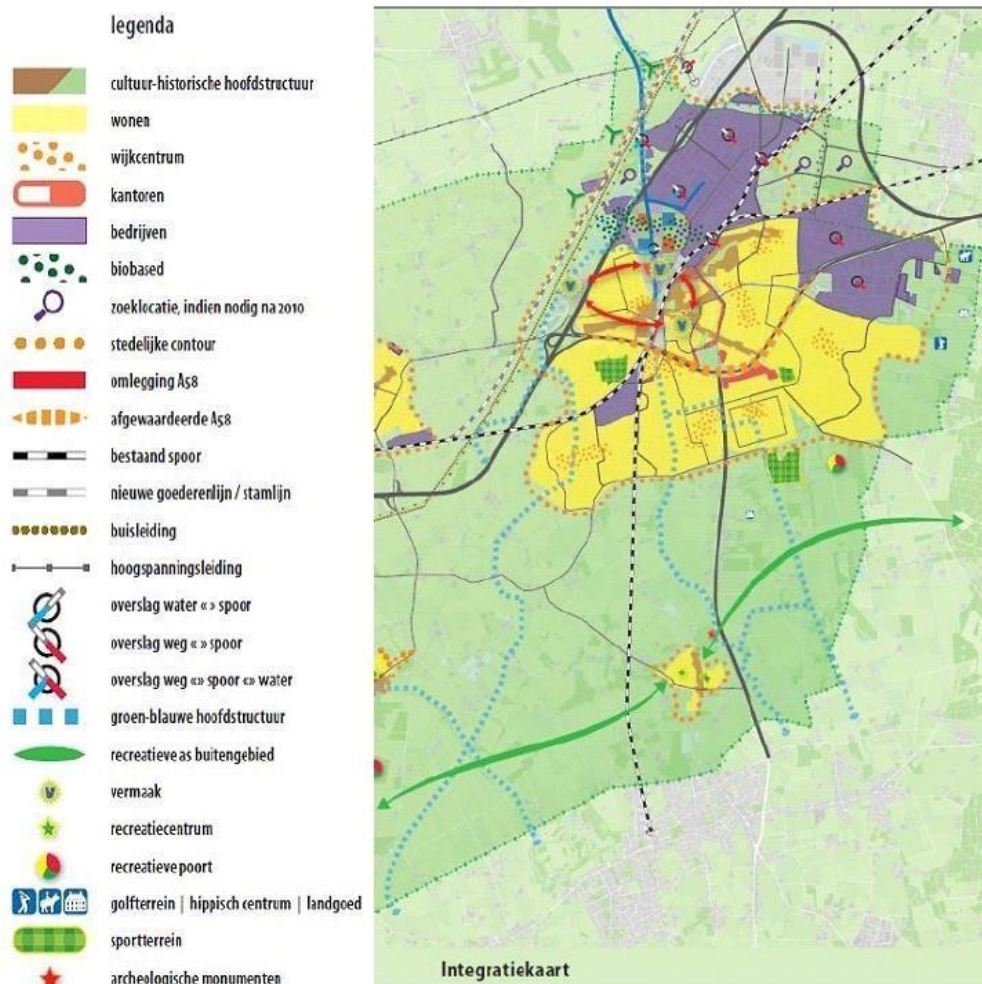 legenda
cultuur-historische hoofdstructuur
wonen
wijkcentrum
kantoren
bedrijven
biobased
zoeklocatie, indien nodig na 2010
stedelijke contour
omlegging A58
afgewaardeerde A58
bestaand spoor
nieuwe goederenlijn / stamlijn
buisleiding
hoogspanningsleiding
overslag water «» spoor
overslag weg «» spoor
overslag weg «» spoor «» water
groen-blauwe hoofdstructuur
recreatieve as buitengebied
vermaak
recreatiecentrum
recreatieve poort
golfterrein | hippisch centrum | landgoed
sportterrein
archeologische monumenten
Integratiekaart